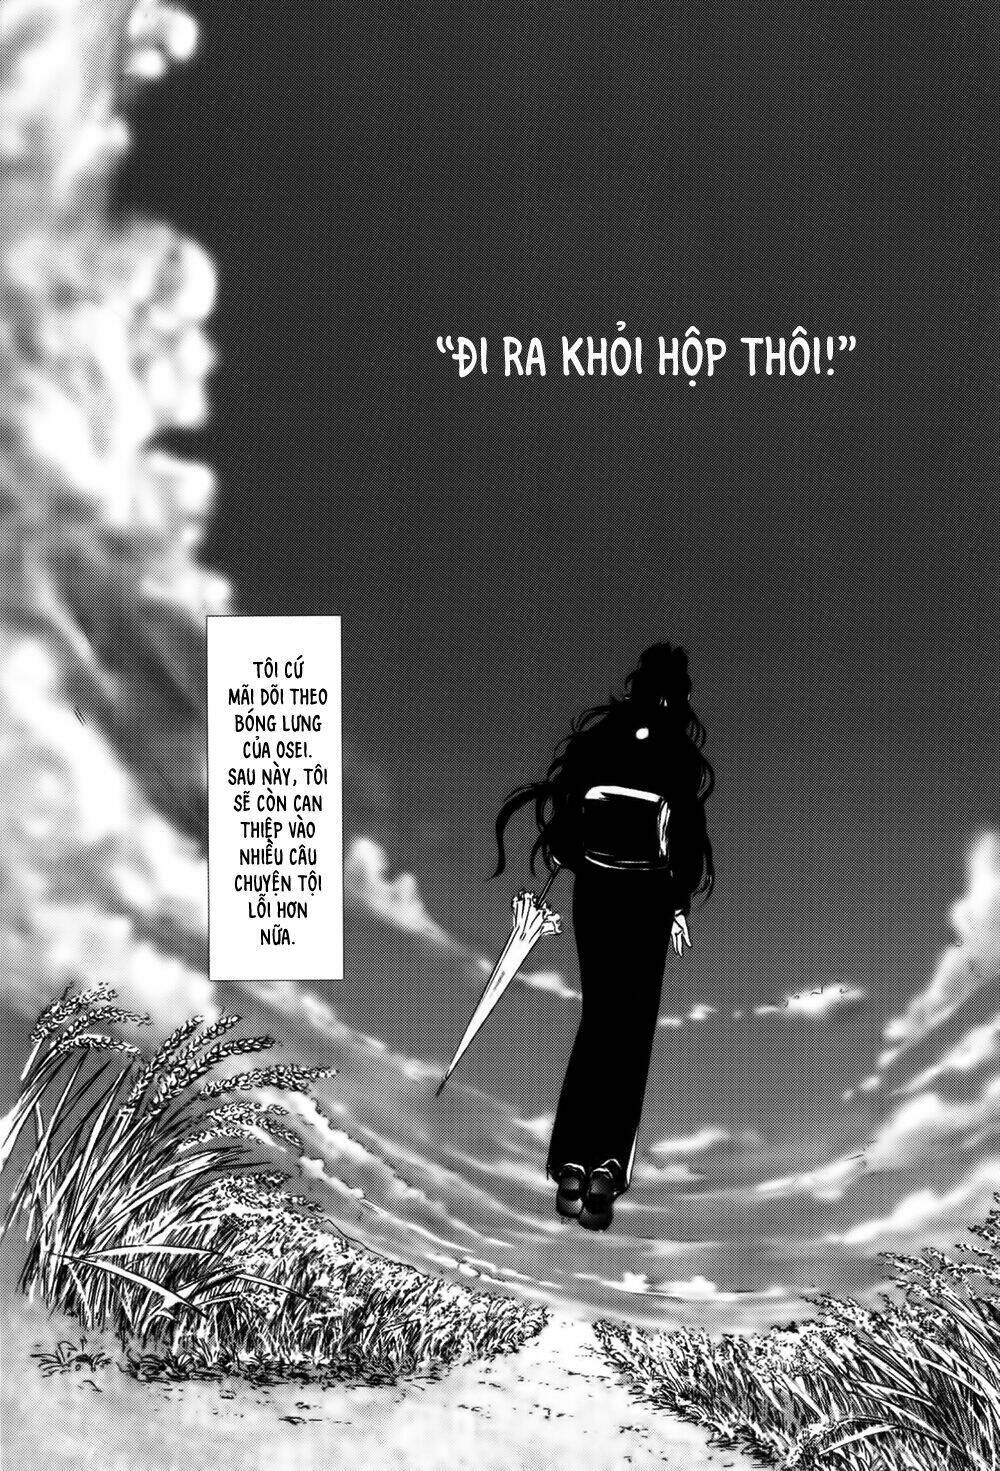 “ĐI RA KHỎI HỘP THÔI!”
TÔI CỨ
MÃI DÕI THEO
BÓNG LƯNG
CỦA OSEI.
SAU NÀY, TÔI
SẼ CÒN CAN
THIỆP VÀO
NHIỀU CÂU
CHUYỆN TỘI
LỖI HƠN
NỮA.